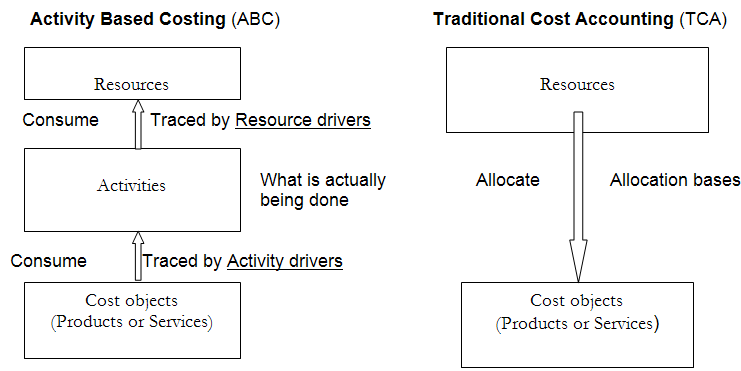 Activity Based Costing (ABC)
Resources
Consume
Traced by Resource drivers
Activities
What is actually
being done
Consume
Traced by Activity drivers
Cost objects
(Products or Services)
Traditional Cost Accounting (TCA)
Resources
Allocate
Allocation bases
Cost objects
(Products or Services)